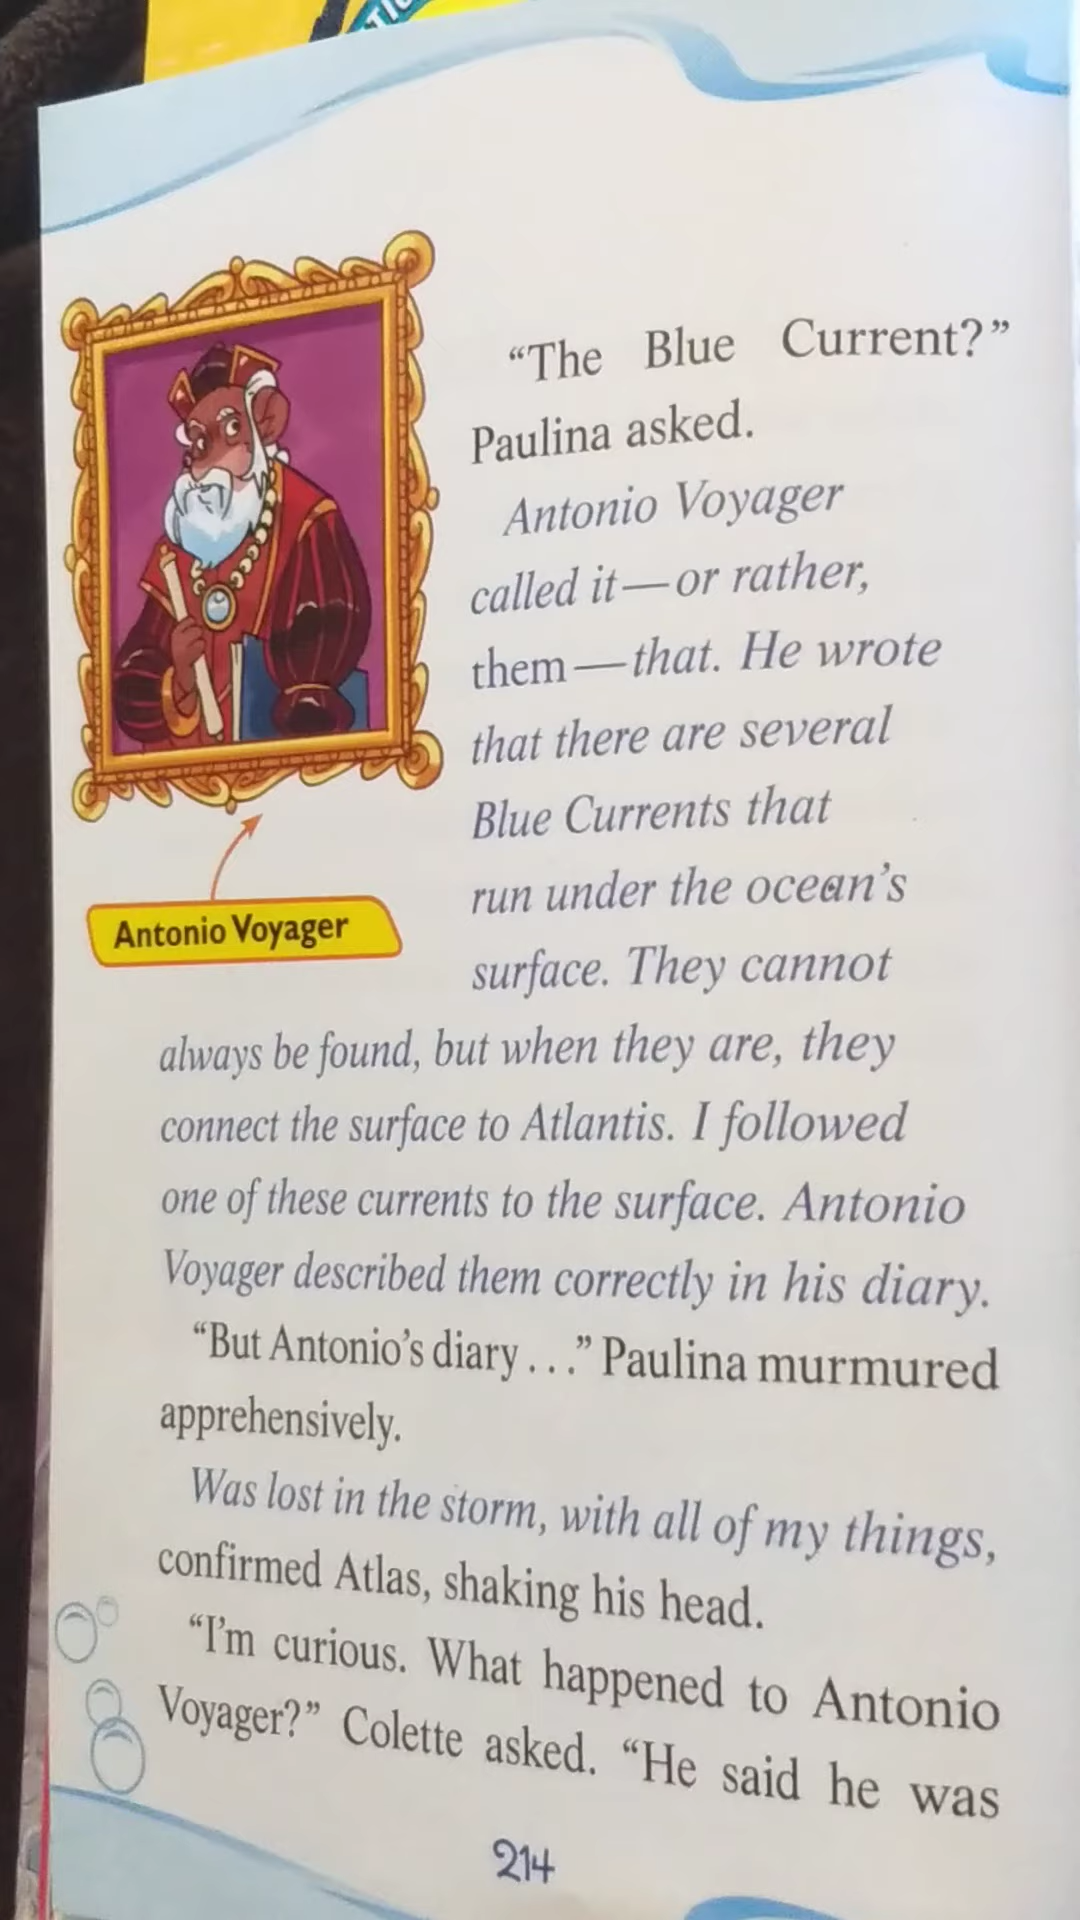 “The Blue Current?”
Paulina asked.
Antonio Voyager
called it—or rather,
them—that. He wrote
that there are several
Blue Currents that
run under the ocean’s
surface. They cannot
always be found, but when they are, they
connect the surface to Atlantis. I followed
one of these currents to the surface. Antonio
Voyager described them correctly in his diary.
“But Antonio’s diary . . .” Paulina murmured
apprehensively.
Was lost in the storm, with all of my things,
confirmed Atlas, shaking his head.
“I’m curious. What happened to Antonio
Voyager?” Colette asked. “He said he was
Antonio Voyager
214